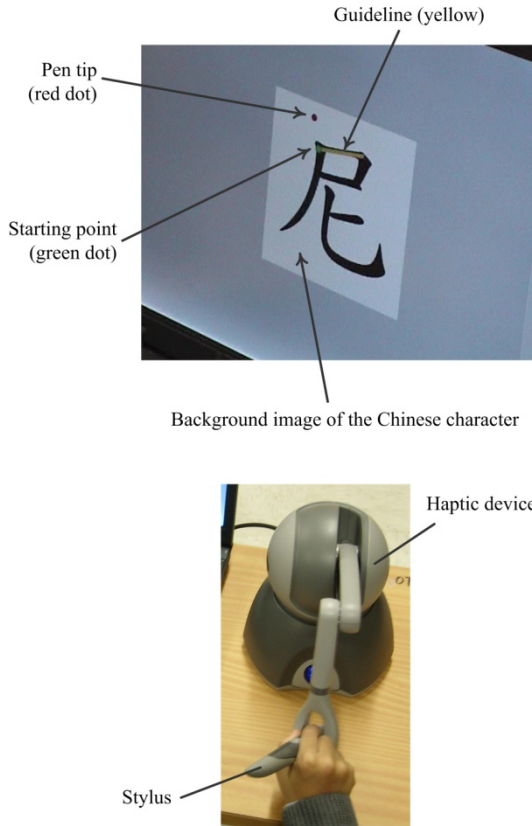 Guideline (yellow)
Pen tip
(red dot)
尼
Starting point
(green dot)
Background image of the Chinese character
Haptic device
Stylus